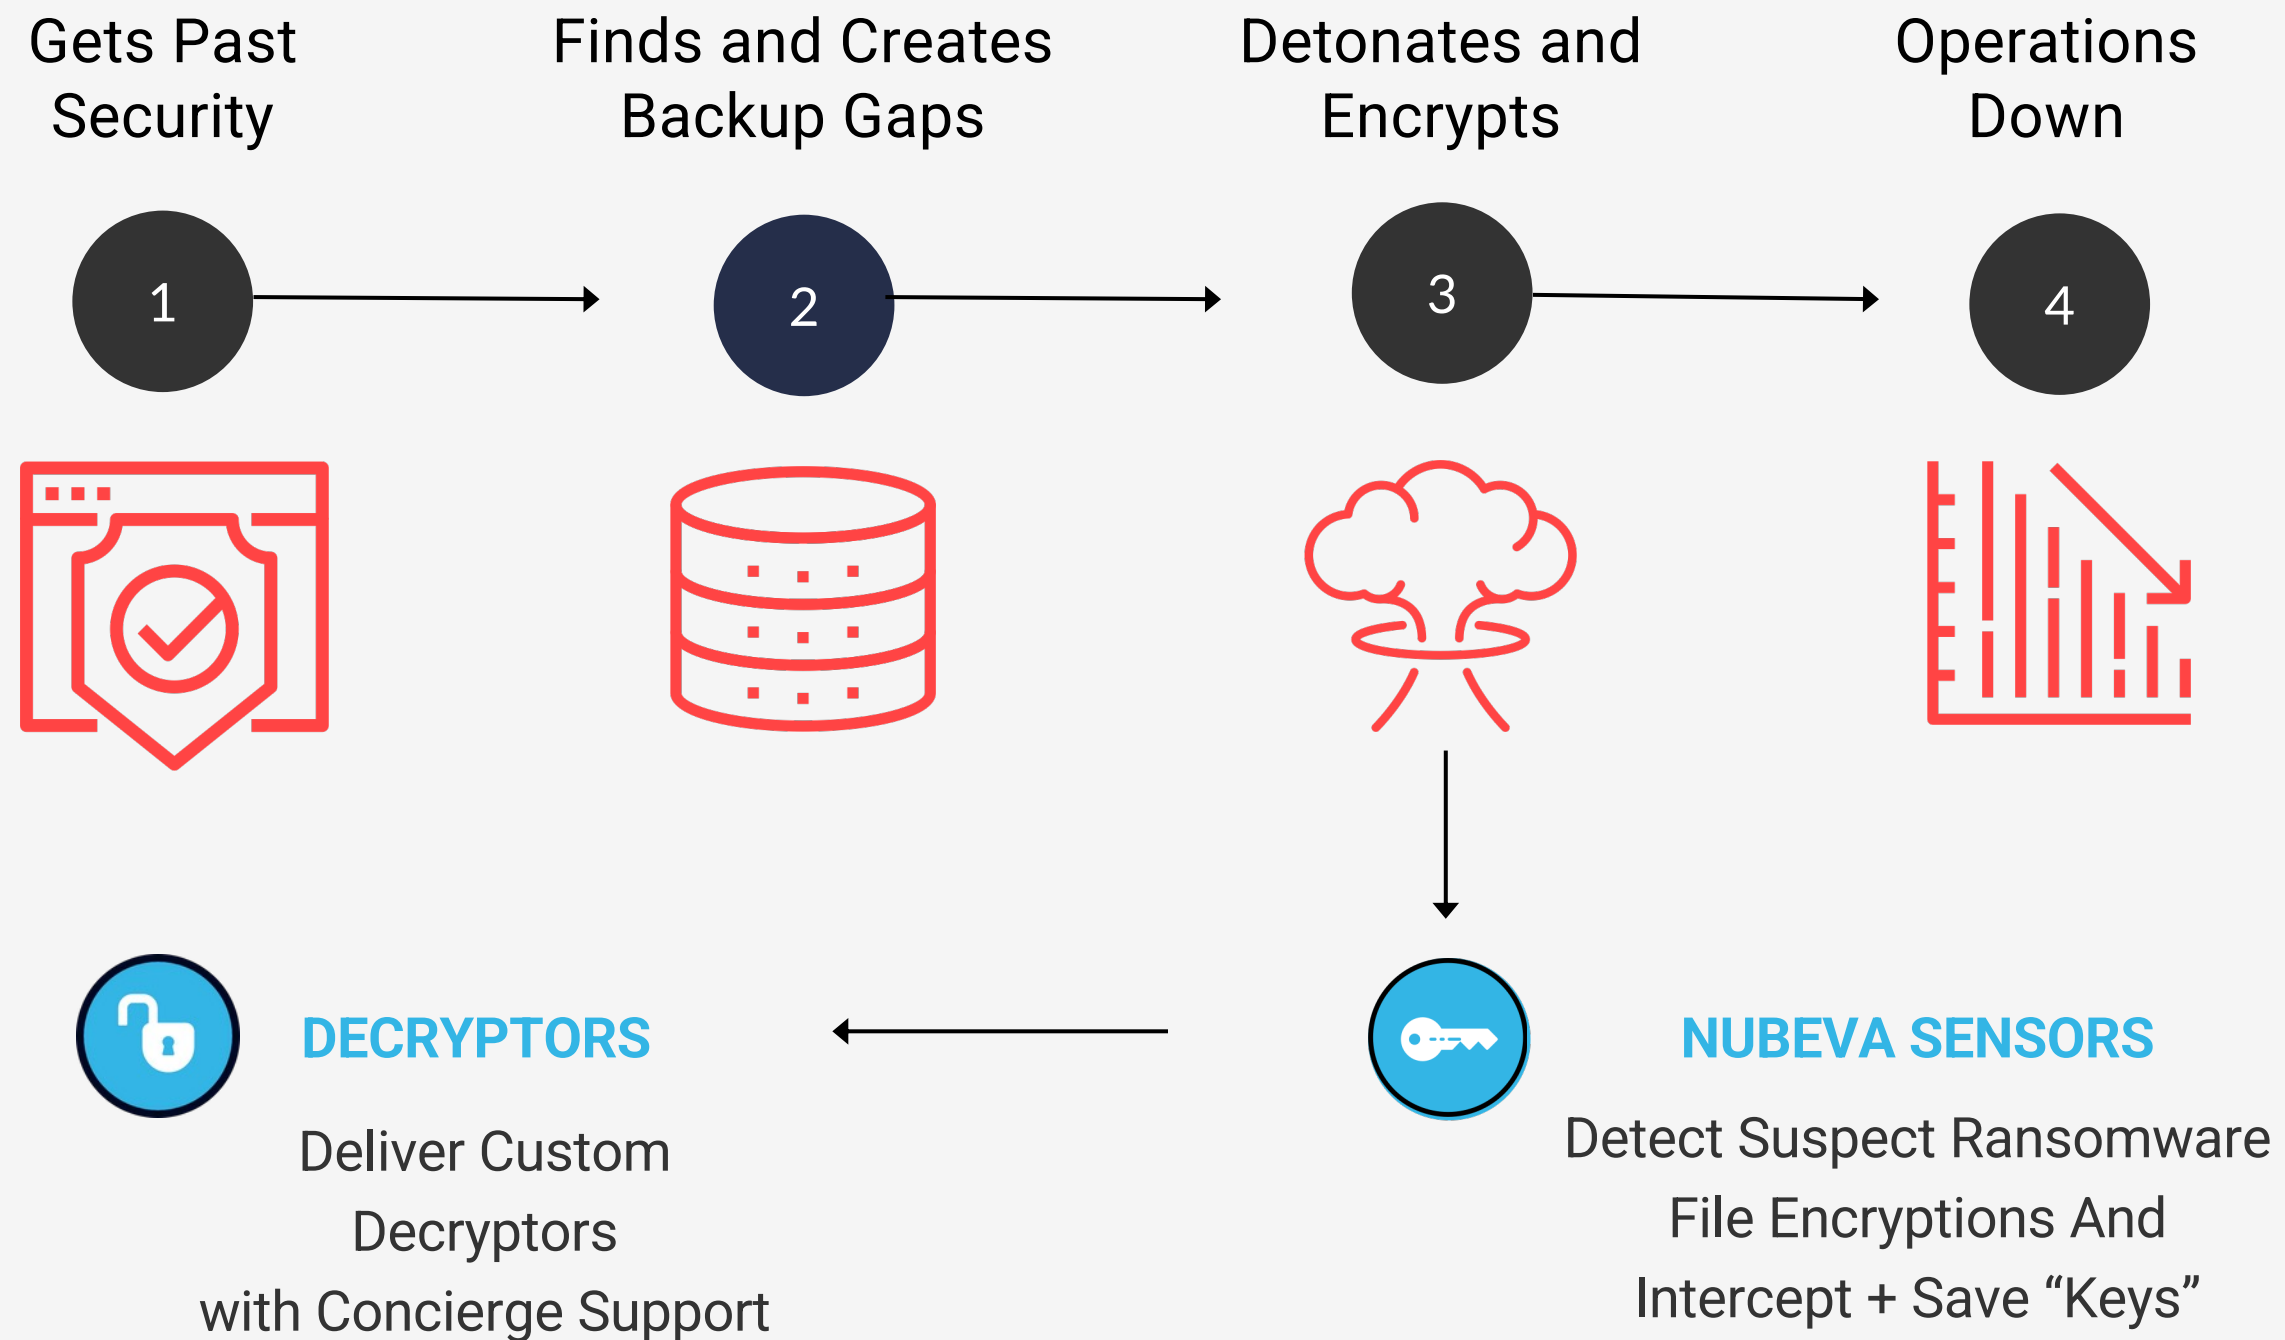 Gets Past
Security
Finds and Creates
Backup Gaps
Detonates and
Encrypts
Operations
Down
1
2
3
4
DECRYPTORS
Deliver Custom
Decryptors
with Concierge Support
NUBEVA SENSORS
Detect Suspect Ransomware
File Encryptions And
Intercept + Save “Keys”